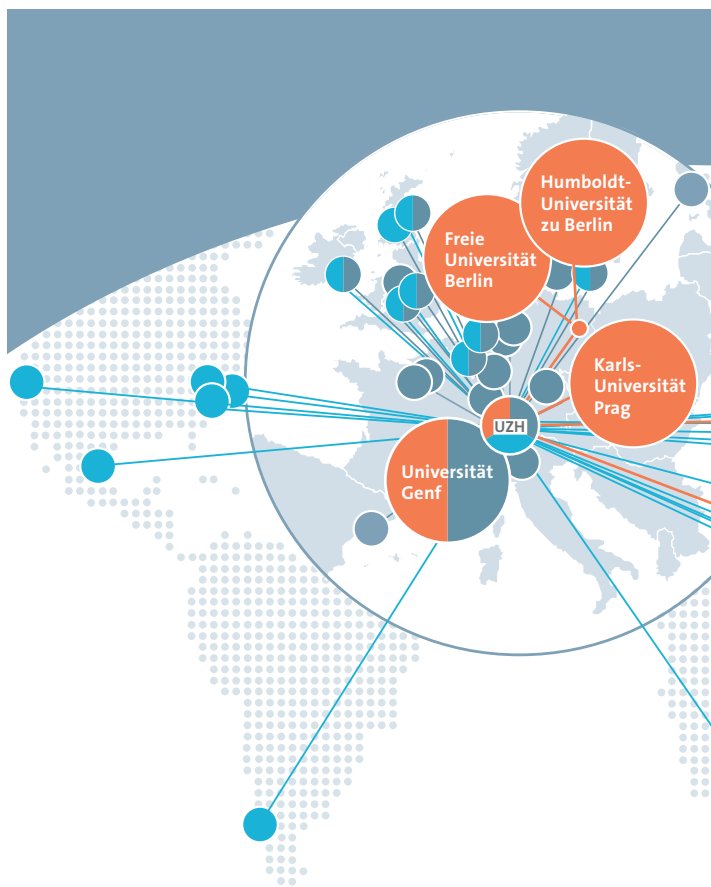 Humboldt-
Universität
zu Berlin
Freie
Universität
Berlin
Karls-
Universität
Prag
UZH
Universität
Genf